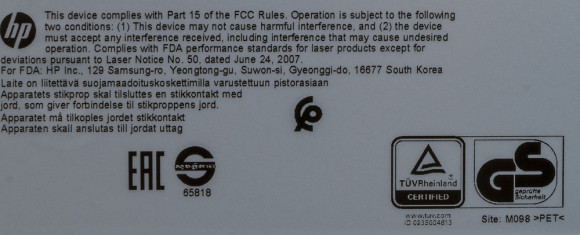 hp
This device complies with Part 15 of the FCC Rules. Operation is subject to the following
two conditions: (1) This device may not cause harmful interference, and (2) the device
must accept any interference received, including interference that may cause undesired
operation. Complies with FDA performance standards for laser products except for
deviations pursuant to Laser Notice No. 50, dated June 24, 2007.
For FDA: HP Inc., 129 Samsung-ro, Yeongtong-gu, Suwon-si, Gyeonggi-do, 16677 South Korea
Laite on liitettävä suojamaadoituskoskettimilla varustettuun pistorasiaan
Apparatets stikprop skal tilsluttes en stikkontakt med
jord, som giver forbindelse til stikproppens jord.
Apparatet må tilkoples jordet stikkontakt
Apparaten skall anslutas till jordat uttag
EAC
65818
TÜVRheinland
CERTIFIED
www.tuv.com
ID 0235004613
GS
geprüfte
Sicherheit
Site: M098 >PET<